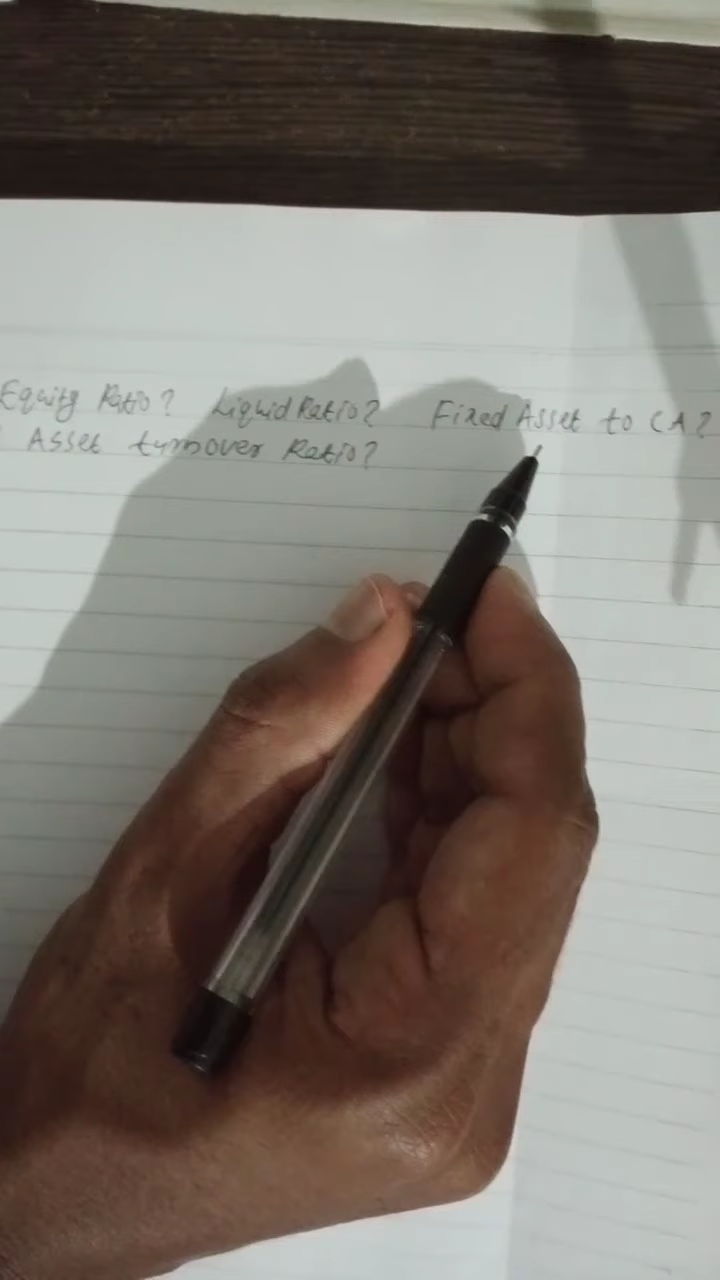 Equity Ratio? Liquid Ratio? Fixed Asset to CA?
Asset turnover Ratio?